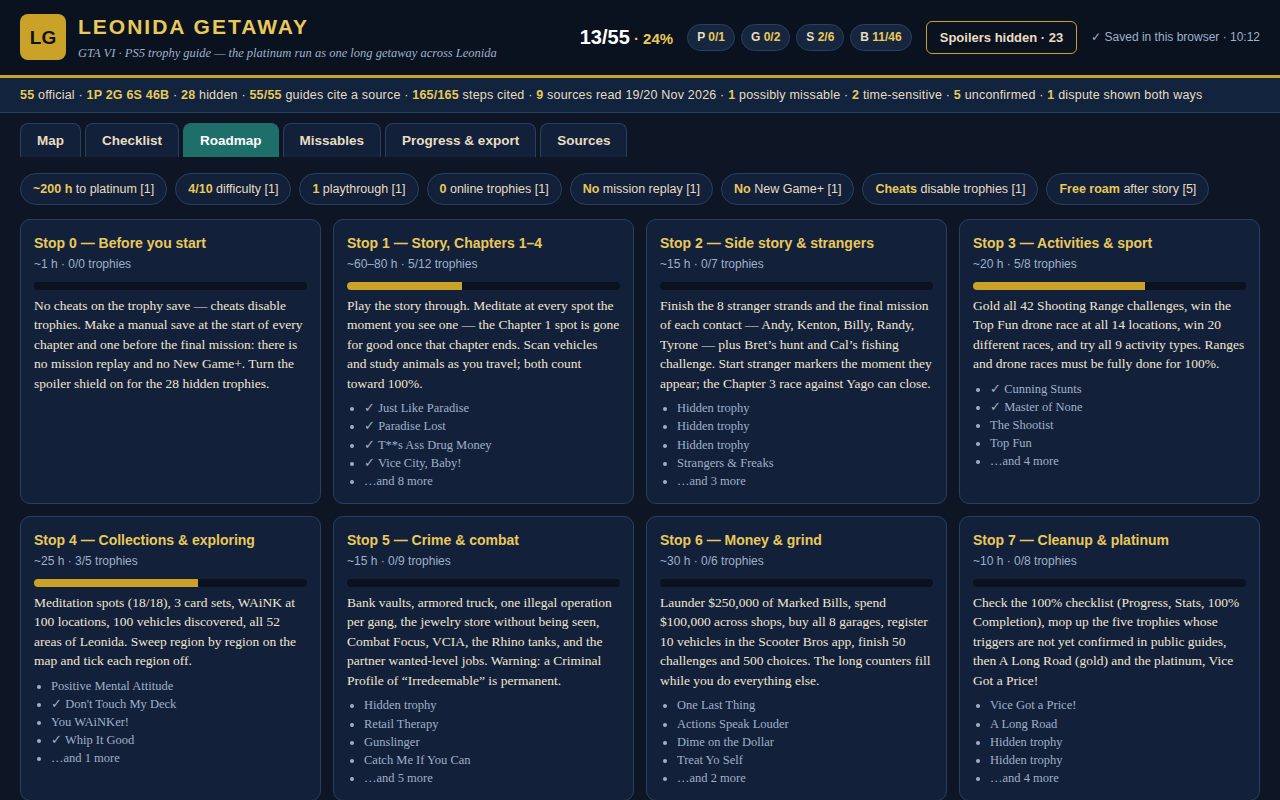 LG
LEONIDA GETAWAY
GTA VI · PS5 trophy guide — the platinum run as one long getaway across Leonida
13/55 · 24%
P 0/1
G 0/2
S 2/6
B 11/46
Spoilers hidden · 23
✓ Saved in this browser · 10:12
55 official · 1P 2G 6S 46B · 28 hidden · 55/55 guides cite a source · 165/165 steps cited · 9 sources read 19/20 Nov 2026 · 1 possibly missable · 2 time-sensitive · 5 unconfirmed · 1 dispute shown both ways
Map
Checklist
Roadmap
Missables
Progress & export
Sources
~200 h to platinum [1]
4/10 difficulty [1]
1 playthrough [1]
0 online trophies [1]
No mission replay [1]
No New Game+ [1]
Cheats disable trophies [1]
Free roam after story [5]
Stop 0 — Before you start
~1 h · 0/0 trophies
No cheats on the trophy save — cheats disable
trophies. Make a manual save at the start of every
chapter and one before the final mission: there is
no mission replay and no New Game+. Turn the
spoiler shield on for the 28 hidden trophies.
Stop 1 — Story, Chapters 1–4
~60–80 h · 5/12 trophies
Play the story through. Meditate at every spot the
moment you see one — the Chapter 1 spot is gone
for good once that chapter ends. Scan vehicles
and study animals as you travel; both count
toward 100%.
• ✓ Just Like Paradise
• ✓ Paradise Lost
• ✓ T**s Ass Drug Money
• ✓ Vice City, Baby!
• …and 8 more
Stop 2 — Side story & strangers
~15 h · 0/7 trophies
Finish the 8 stranger strands and the final mission
of each contact — Andy, Kenton, Billy, Randy,
Tyrone — plus Bret’s hunt and Cal’s fishing
challenge. Start stranger markers the moment they
appear; the Chapter 3 race against Yago can close.
• Hidden trophy
• Hidden trophy
• Hidden trophy
• Strangers & Freaks
• …and 3 more
Stop 3 — Activities & sport
~20 h · 5/8 trophies
Gold all 42 Shooting Range challenges, win the
Top Fun drone race at all 14 locations, win 20
different races, and try all 9 activity types. Ranges
and drone races must be fully done for 100%.
• ✓ Cunning Stunts
• ✓ Master of None
• The Shootist
• Top Fun
• …and 4 more
Stop 4 — Collections & exploring
~25 h · 3/5 trophies
Meditation spots (18/18), 3 card sets, WAiNK at
100 locations, 100 vehicles discovered, all 52
areas of Leonida. Sweep region by region on the
map and tick each region off.
• Positive Mental Attitude
• ✓ Don't Touch My Deck
• You WAiNKer!
• ✓ Whip It Good
• …and 1 more
Stop 5 — Crime & combat
~15 h · 0/9 trophies
Bank vaults, armored truck, one illegal operation
per gang, the jewelry store without being seen,
Combat Focus, VCIA, the Rhino tanks, and the
partner wanted-level jobs. Warning: a Criminal
Profile of “Irredeemable” is permanent.
• Hidden trophy
• Retail Therapy
• Gunslinger
• Catch Me If You Can
• …and 5 more
Stop 6 — Money & grind
~30 h · 0/6 trophies
Launder $250,000 of Marked Bills, spend
$100,000 across shops, buy all 8 garages, register
10 vehicles in the Scooter Bros app, finish 50
challenges and 500 choices. The long counters fill
while you do everything else.
• One Last Thing
• Actions Speak Louder
• Dime on the Dollar
• Treat Yo Self
• …and 2 more
Stop 7 — Cleanup & platinum
~10 h · 0/8 trophies
Check the 100% checklist (Progress, Stats, 100%
Completion), mop up the five trophies whose
triggers are not yet confirmed in public guides,
then A Long Road (gold) and the platinum, Vice
Got a Price!
• Vice Got a Price!
• A Long Road
• Hidden trophy
• Hidden trophy
• …and 4 more